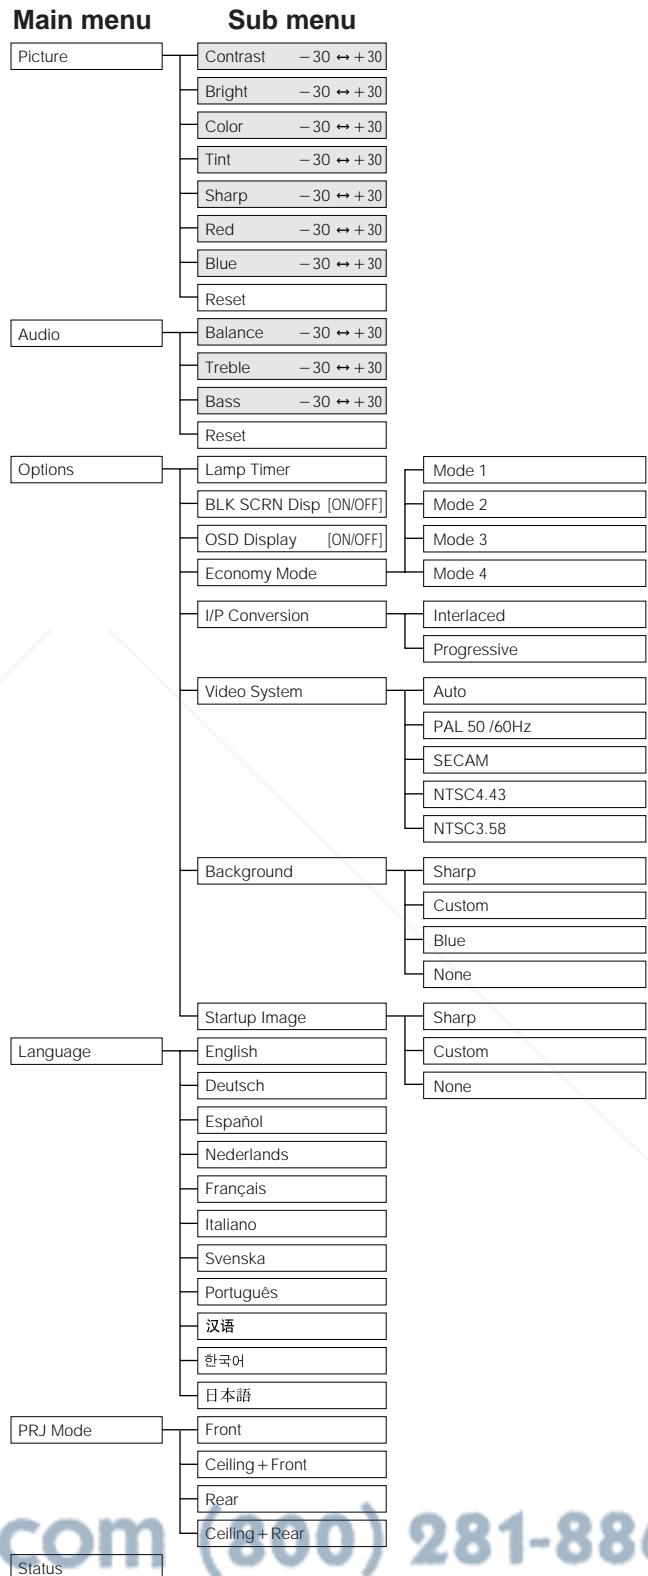 Main menu Sub menu
Picture Contrast −30 ↔ +30
Bright −30 ↔ +30
Color −30 ↔ +30
Tint −30 ↔ +30
Sharp −30 ↔ +30
Red −30 ↔ +30
Blue −30 ↔ +30
Reset
Audio Balance −30 ↔ +30
Treble −30 ↔ +30
Bass −30 ↔ +30
Reset
Options Lamp Timer Mode 1
BLK SCRN Disp [ON/OFF] Mode 2
OSD Display [ON/OFF] Mode 3
Economy Mode Mode 4
I/P Conversion Interlaced
Progressive
Video System Auto
PAL 50 /60Hz
SECAM
NTSC4.43
NTSC3.58
Background Sharp
Custom
Blue
None
Startup Image Sharp
Language English Custom
Deutsch None
Español
Nederlands
Français
Italiano
Svenska
Português
汉语
한국어
日本語
PRJ Mode Front
Ceiling+Front
Rear
Ceiling+Rear
com (800) 281-88
Status